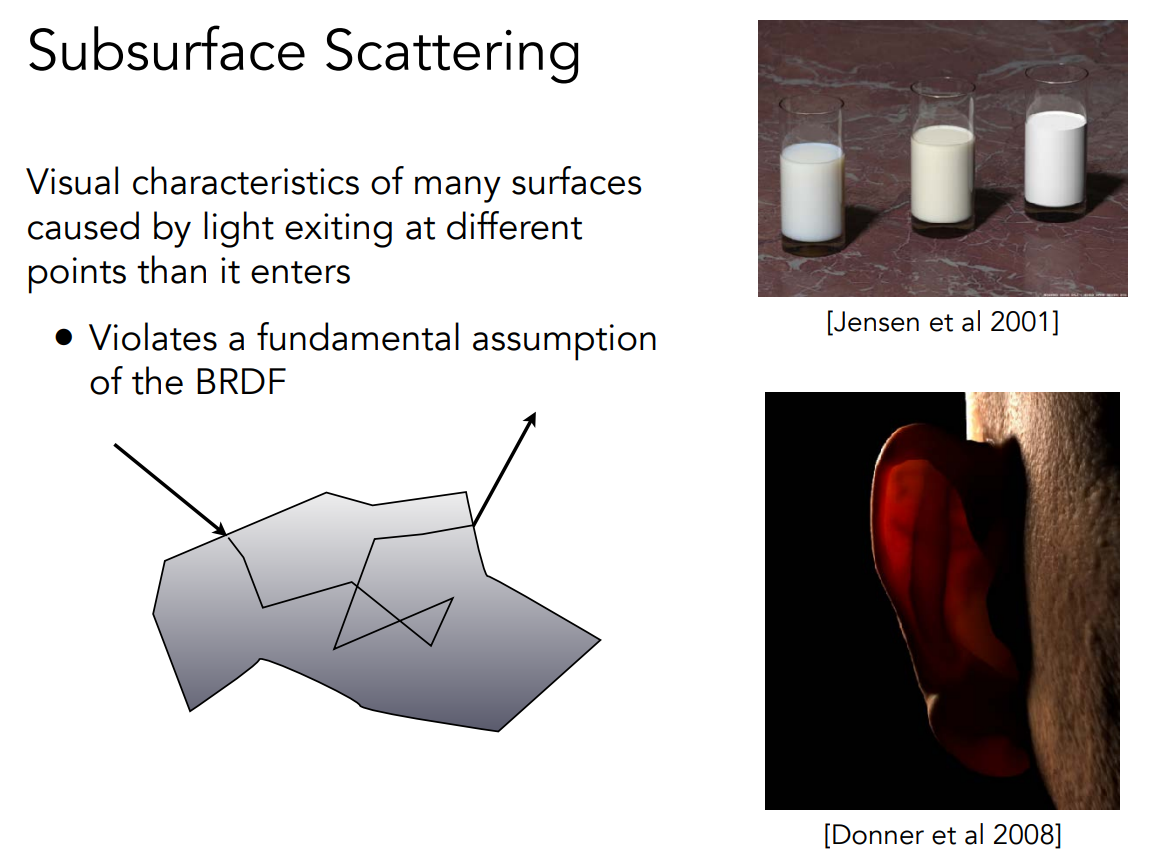 Subsurface Scattering
Visual characteristics of many surfaces
caused by light exiting at different
points than it enters
• Violates a fundamental assumption
of the BRDF
[Jensen et al 2001]
[Donner et al 2008]